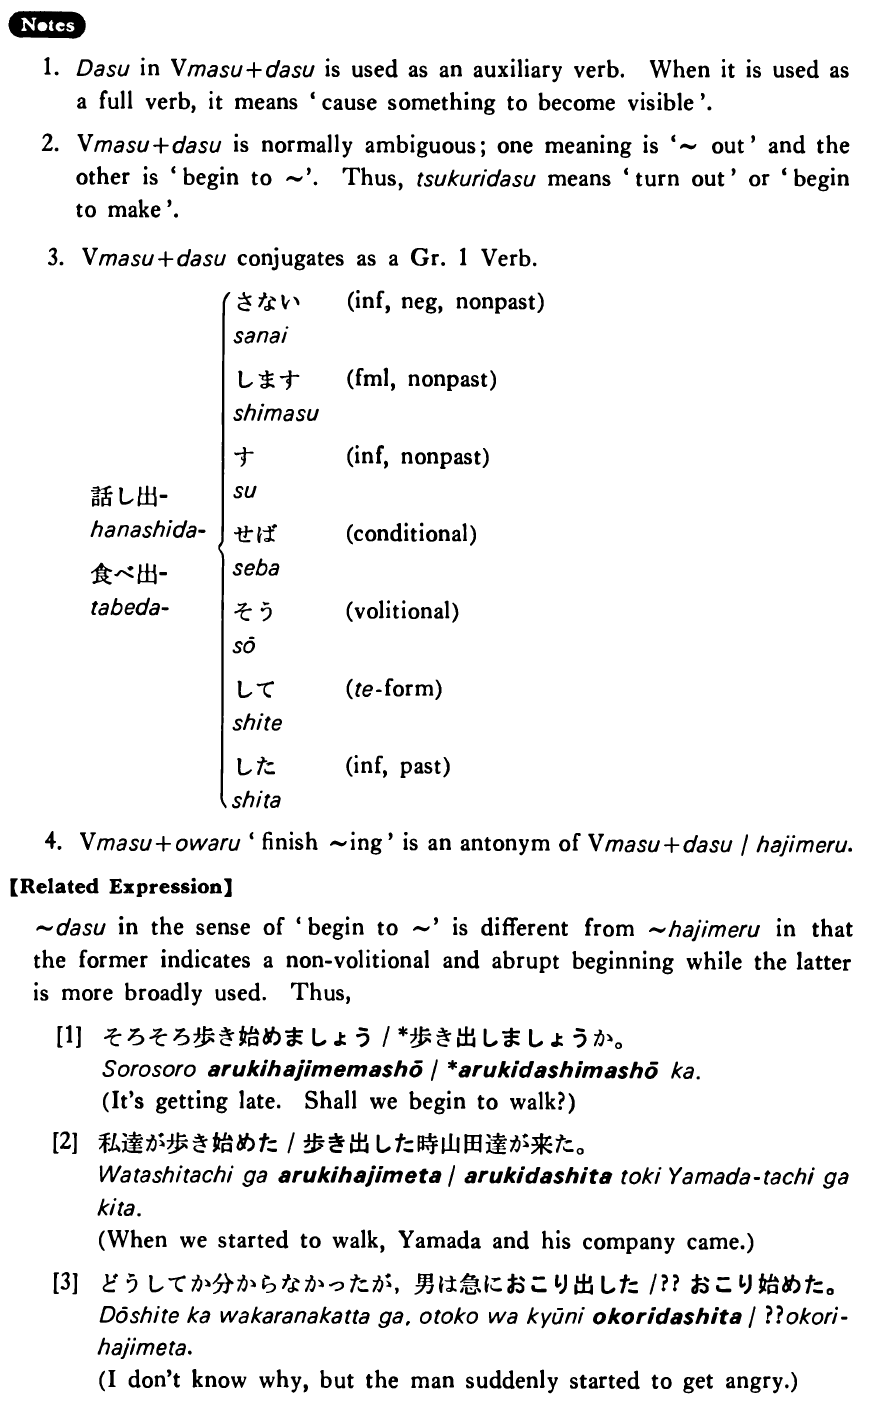 Notes
1. Dasu in Vmasu+dasu is used as an auxiliary verb. When it is used as
a full verb, it means ‘cause something to become visible’.
2. Vmasu+dasu is normally ambiguous; one meaning is ‘~ out’ and the
other is ‘begin to ~’. Thus, tsukuridasu means ‘turn out’ or ‘begin
to make’.
3. Vmasu+dasu conjugates as a Gr. 1 Verb.
さない (inf, neg, nonpast)
sanai
します (fml, nonpast)
shimasu
す (inf, nonpast)
su
話し出-
hanashida-
せば (conditional)
seba
食べ出-
tabeda-
そう (volitional)
sō
して (te-form)
shite
した (inf, past)
shita
4. Vmasu+owaru ‘finish ~ing’ is an antonym of Vmasu+dasu / hajimeru.
【Related Expression】
~dasu in the sense of ‘begin to ~’ is different from ~hajimeru in that
the former indicates a non-volitional and abrupt beginning while the latter
is more broadly used. Thus,
[1] そろそろ歩き始めましょう / *歩き出しましょうか。
Sorosoro arukihajimemashō / *arukidashimashō ka.
(It's getting late. Shall we begin to walk?)
[2] 私達が歩き始めた / 歩き出した時山田達が来た。
Watashitachi ga arukihajimeta / arukidashita toki Yamada-tachi ga
kita.
(When we started to walk, Yamada and his company came.)
[3] どうしてか分からなかったが, 男は急におこり出した /?? おこり始めた。
Dōshite ka wakaranakatta ga, otoko wa kyūni okoridashita / ??okori-
hajimeta.
(I don't know why, but the man suddenly started to get angry.)